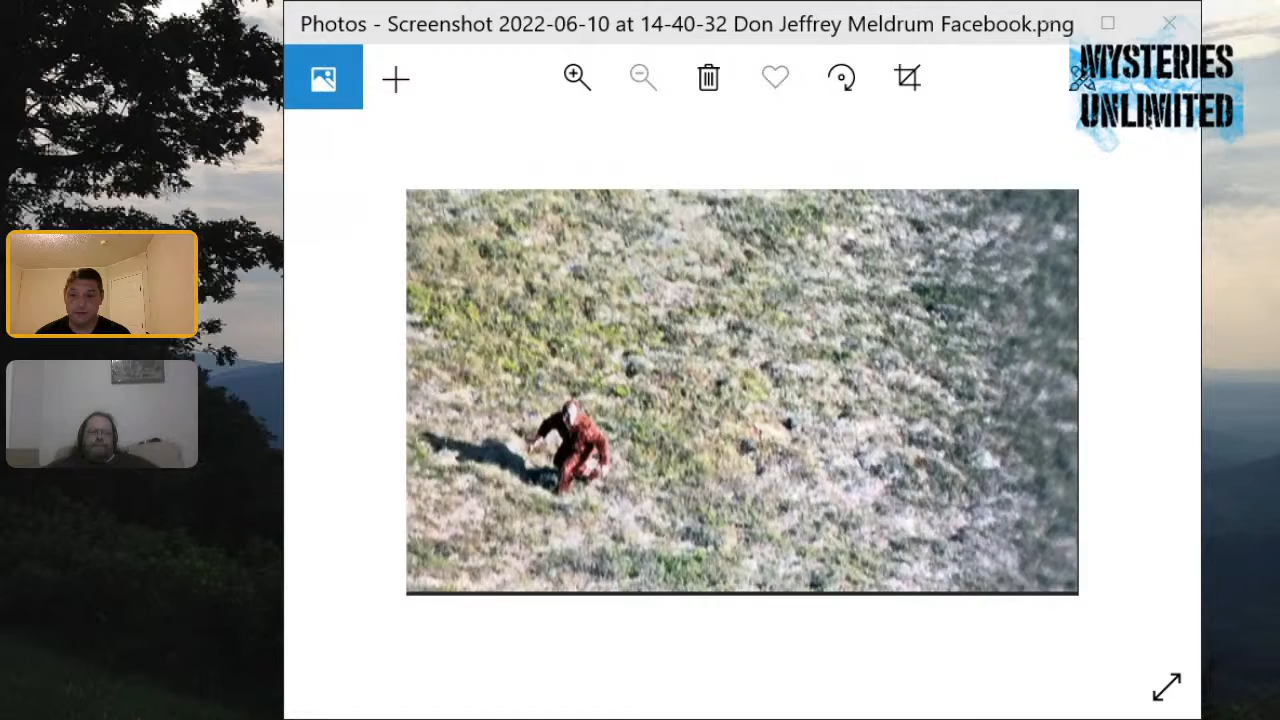 Photos - Screenshot 2022-06-10 at 14-40-32 Don Jeffrey Meldrum Facebook.png
MYSTERIES
UNLIMITED